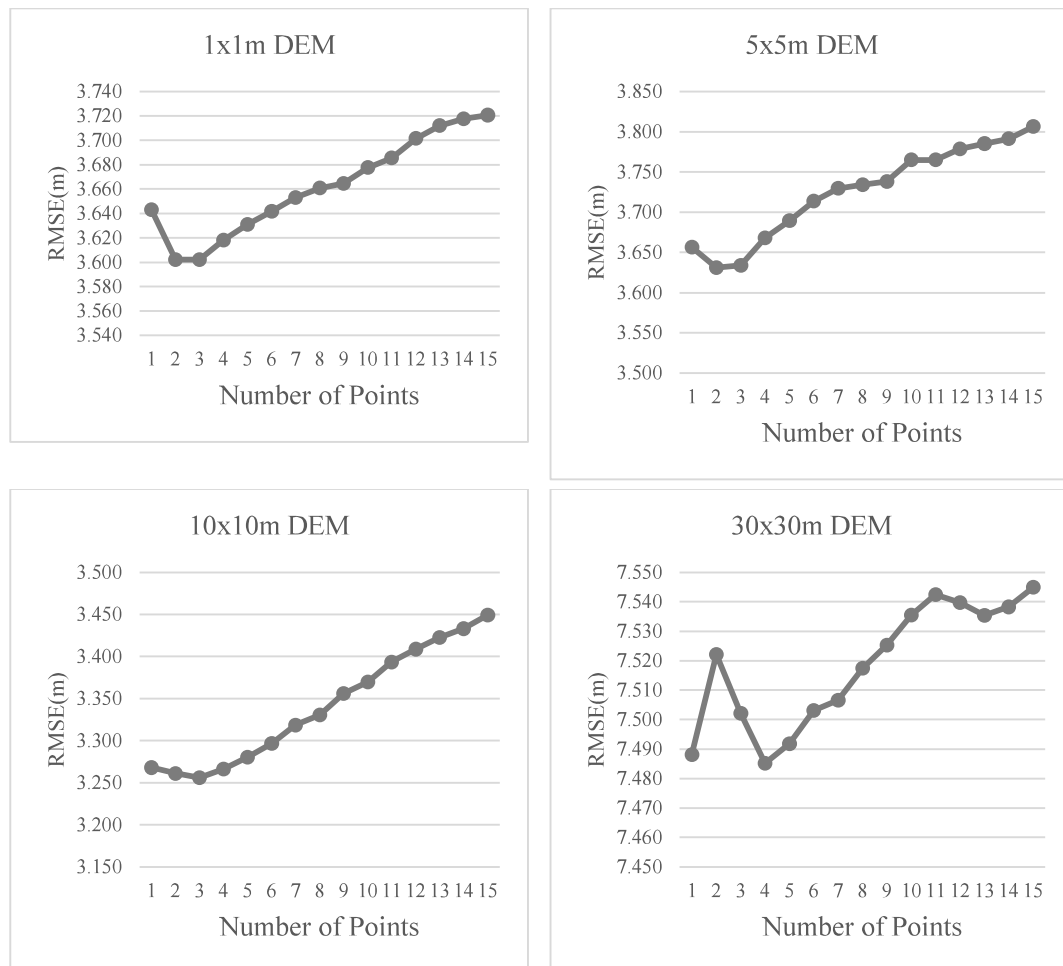 1x1m DEM
3.740
3.720
3.700
3.680
3.660
3.640
3.620
3.600
3.580
3.560
3.540
RMSE(m)
1 2 3 4 5 6 7 8 9 10 11 12 13 14 15
Number of Points
5x5m DEM
3.850
3.800
3.750
3.700
3.650
3.600
3.550
3.500
RMSE(m)
1 2 3 4 5 6 7 8 9 10 11 12 13 14 15
Number of Points
10x10m DEM
3.500
3.450
3.400
3.350
3.300
3.250
3.200
3.150
RMSE(m)
1 2 3 4 5 6 7 8 9 10 11 12 13 14 15
Number of Points
30x30m DEM
7.550
7.540
7.530
7.520
7.510
7.500
7.490
7.480
7.470
7.460
7.450
RMSE(m)
1 2 3 4 5 6 7 8 9 10 11 12 13 14 15
Number of Points